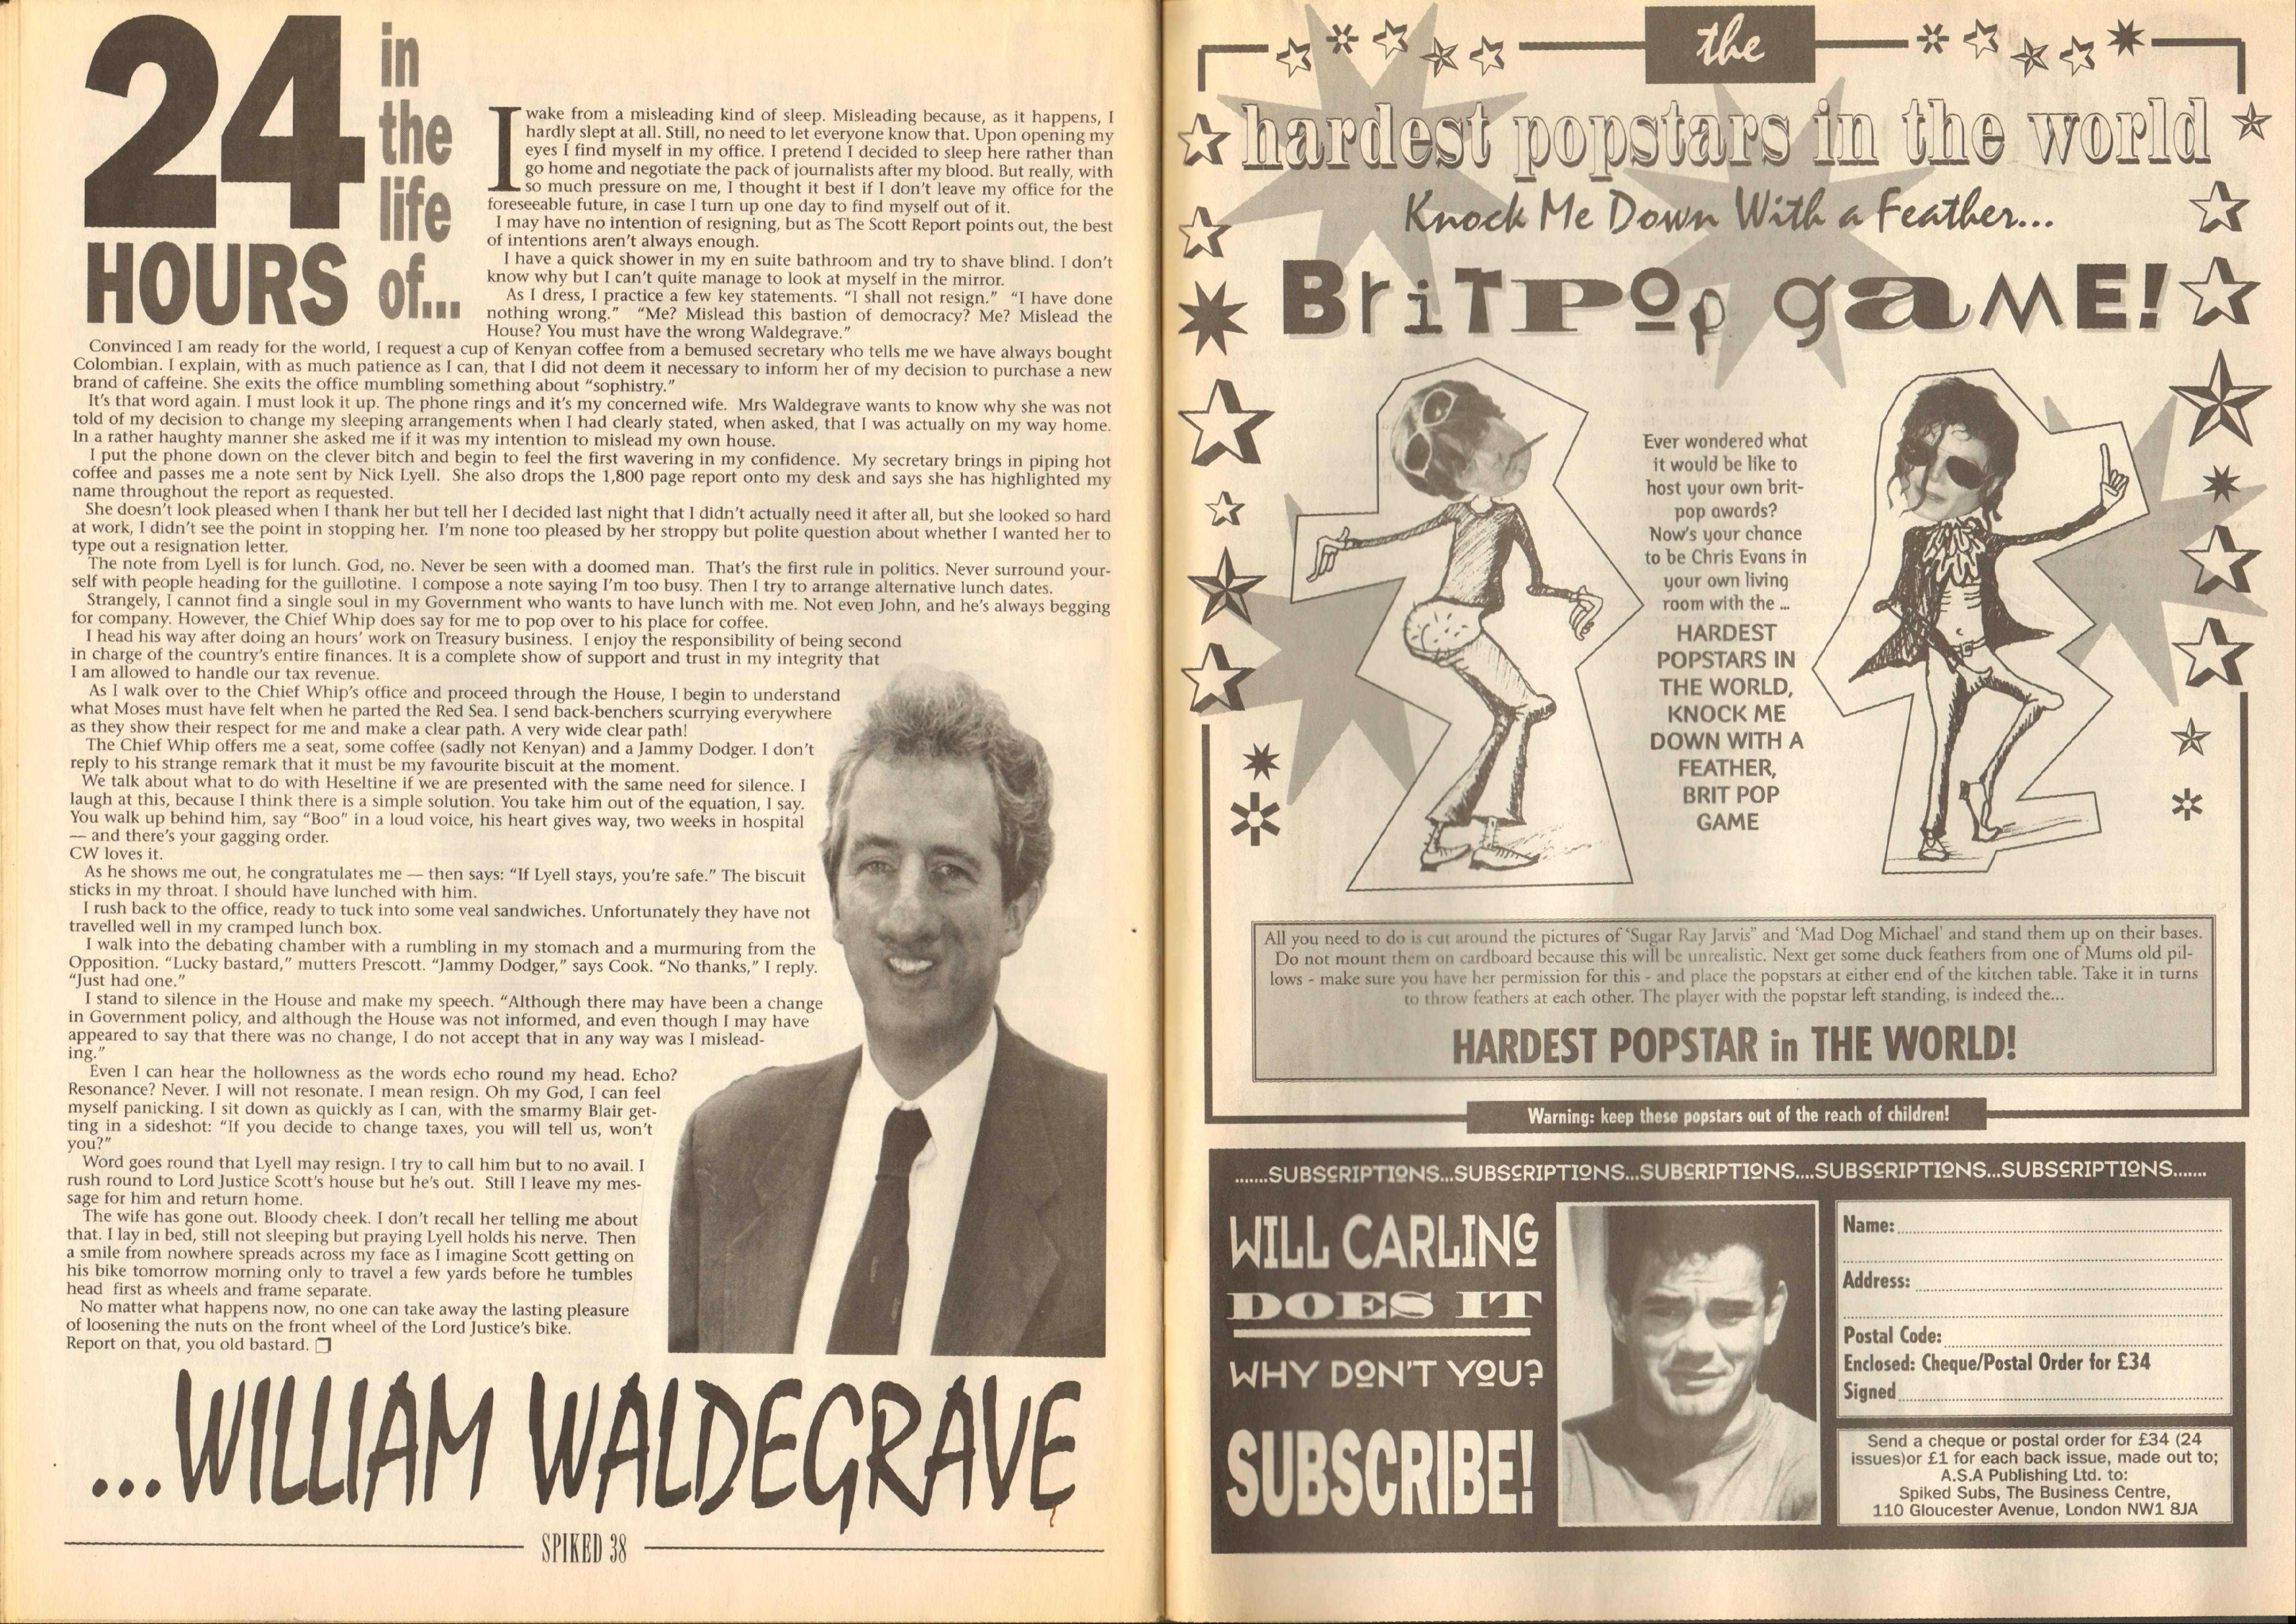 24
HOURS
in
the
life
of...
I wake from a misleading kind of sleep. Misleading because, as it happens, I
hardly slept at all. Still, no need to let everyone know that. Upon opening my
eyes I find myself in my office. I pretend I decided to sleep here rather than
go home and negotiate the pack of journalists after my blood. But really, with
so much pressure on me, I thought it best if I don't leave my office for the
foreseeable future, in case I turn up one day to find myself out of it.
I may have no intention of resigning, but as The Scott Report points out, the best
of intentions aren't always enough.
I have a quick shower in my en suite bathroom and try to shave blind. I don't
know why but I can't quite manage to look at myself in the mirror.
As I dress, I practice a few key statements. "I shall not resign." "I have done
nothing wrong." "Me? Mislead this bastion of democracy? Me? Mislead the
House? You must have the wrong Waldegrave."
Convinced I am ready for the world, I request a cup of Kenyan coffee from a bemused secretary who tells me we have always bought
Colombian. I explain, with as much patience as I can, that I did not deem it necessary to inform her of my decision to purchase a new
brand of caffeine. She exits the office mumbling something about "sophistry."
It's that word again. I must look it up. The phone rings and it's my concerned wife. Mrs Waldegrave wants to know why she was not
told of my decision to change my sleeping arrangements when I had clearly stated, when asked, that I was actually on my way home.
In a rather haughty manner she asked me if it was my intention to mislead my own house.
I put the phone down on the clever bitch and begin to feel the first wavering in my confidence. My secretary brings in piping hot
coffee and passes me a note sent by Nick Lyell. She also drops the 1,800 page report onto my desk and says she has highlighted my
name throughout the report as requested.
She doesn't look pleased when I thank her but tell her I decided last night that I didn't actually need it after all, but she looked so hard
at work, I didn't see the point in stopping her. I'm none too pleased by her stroppy but polite question about whether I wanted her to
type out a resignation letter.
The note from Lyell is for lunch. God, no. Never be seen with a doomed man. That's the first rule in politics. Never surround your-
self with people heading for the guillotine. I compose a note saying I'm too busy. Then I try to arrange alternative lunch dates.
Strangely, I cannot find a single soul in my Government who wants to have lunch with me. Not even John, and he's always begging
for company. However, the Chief Whip does say for me to pop over to his place for coffee.
I head his way after doing an hours' work on Treasury business. I enjoy the responsibility of being second
in charge of the country's entire finances. It is a complete show of support and trust in my integrity that
I am allowed to handle our tax revenue.
As I walk over to the Chief Whip's office and proceed through the House, I begin to understand
what Moses must have felt when he parted the Red Sea. I send back-benchers scurrying everywhere
as they show their respect for me and make a clear path. A very wide clear path!
The Chief Whip offers me a seat, some coffee (sadly not Kenyan) and a Jammy Dodger. I don't
reply to his strange remark that it must be my favourite biscuit at the moment.
We talk about what to do with Heseltine if we are presented with the same need for silence. I
laugh at this, because I think there is a simple solution. You take him out of the equation, I say.
You walk up behind him, say "Boo" in a loud voice, his heart gives way, two weeks in hospital
— and there's your gagging order.
CW loves it.
As he shows me out, he congratulates me — then says: "If Lyell stays, you're safe." The biscuit
sticks in my throat. I should have lunched with him.
I rush back to the office, ready to tuck into some veal sandwiches. Unfortunately they have not
travelled well in my cramped lunch box.
I walk into the debating chamber with a rumbling in my stomach and a murmuring from the
Opposition. "Lucky bastard," mutters Prescott. "Jammy Dodger," says Cook. "No thanks," I reply.
"Just had one."
I stand to silence in the House and make my speech. "Although there may have been a change
in Government policy, and although the House was not informed, and even though I may have
appeared to say that there was no change, I do not accept that in any way was I mislead-
ing."
Even I can hear the hollowness as the words echo round my head. Echo?
Resonance? Never. I will not resonate. I mean resign. Oh my God, I can feel
myself panicking. I sit down as quickly as I can, with the smarmy Blair get-
ting in a sideshot: "If you decide to change taxes, you will tell us, won't
you?"
Word goes round that Lyell may resign. I try to call him but to no avail. I
rush round to Lord Justice Scott's house but he's out. Still I leave my mes-
sage for him and return home.
The wife has gone out. Bloody cheek. I don't recall her telling me about
that. I lay in bed, still not sleeping but praying Lyell holds his nerve. Then
a smile from nowhere spreads across my face as I imagine Scott getting on
his bike tomorrow morning only to travel a few yards before he tumbles
head first as wheels and frame separate.
No matter what happens now, no one can take away the lasting pleasure
of loosening the nuts on the front wheel of the Lord Justice's bike.
Report on that, you old bastard.
...WILLIAM WALDEGRAVE
SPIKED 38
the
hardest popstars in the world
Knock Me Down With a Feather...
BriTPop gaME!
Ever wondered what
it would be like to
host your own brit-
pop awards?
Now's your chance
to be Chris Evans in
your own living
room with the ...
HARDEST
POPSTARS IN
THE WORLD,
KNOCK ME
DOWN WITH A
FEATHER,
BRIT POP
GAME
All you need to do is cut around the pictures of 'Sugar Ray Jarvis" and 'Mad Dog Michael' and stand them up on their bases.
Do not mount them on cardboard because this will be unrealistic. Next get some duck feathers from one of Mums old pil-
lows - make sure you have her permission for this - and place the popstars at either end of the kitchen table. Take it in turns
to throw feathers at each other. The player with the popstar left standing, is indeed the...
HARDEST POPSTAR in THE WORLD!
Warning: keep these popstars out of the reach of children!
.......SUBSCRIPTIONS...SUBSCRIPTIONS...SUBCRIPTIONS....SUBSCRIPTIONS...SUBSCRIPTIONS.......
WILL CARLING
DOES IT
WHY DON'T YOU?
SUBSCRIBE!
Name:
Address:
Postal Code:
Enclosed: Cheque/Postal Order for £34
Signed
Send a cheque or postal order for £34 (24
issues)or £1 for each back issue, made out to;
A.S.A Publishing Ltd. to:
Spiked Subs, The Business Centre,
110 Gloucester Avenue, London NW1 8JA